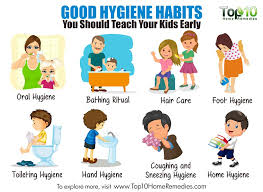 GOOD HYGIENE HABITS
You Should Teach Your Kids Early
Top10
Home Remedies
Oral Hygiene
Bathing Ritual
Hair Care
Foot Hygiene
Toileting Hygiene
Hand Hygiene
Coughing and
Sneezing Hygiene
Home Hygiene
To explore more, visit www.Top10HomeRemedies.com